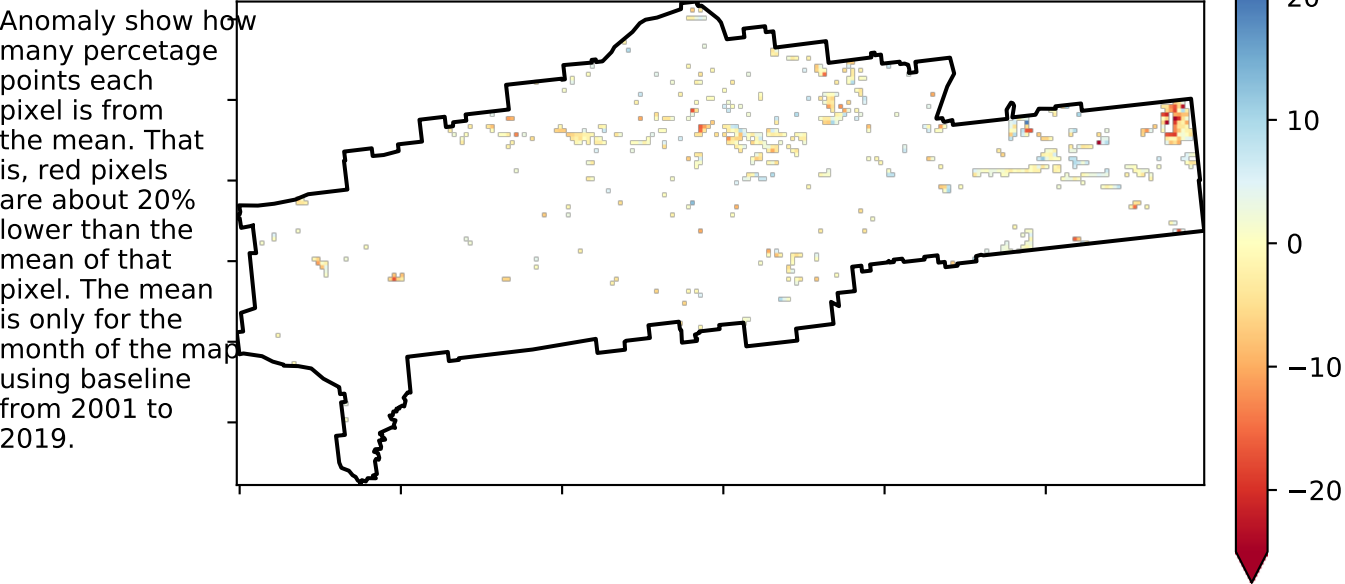 Anomaly show how
many percetage
points each
pixel is from
the mean. That
is, red pixels
are about 20%
lower than the
mean of that
pixel. The mean
is only for the
month of the map
using baseline
from 2001 to
2019.
20
10
0
−10
−20